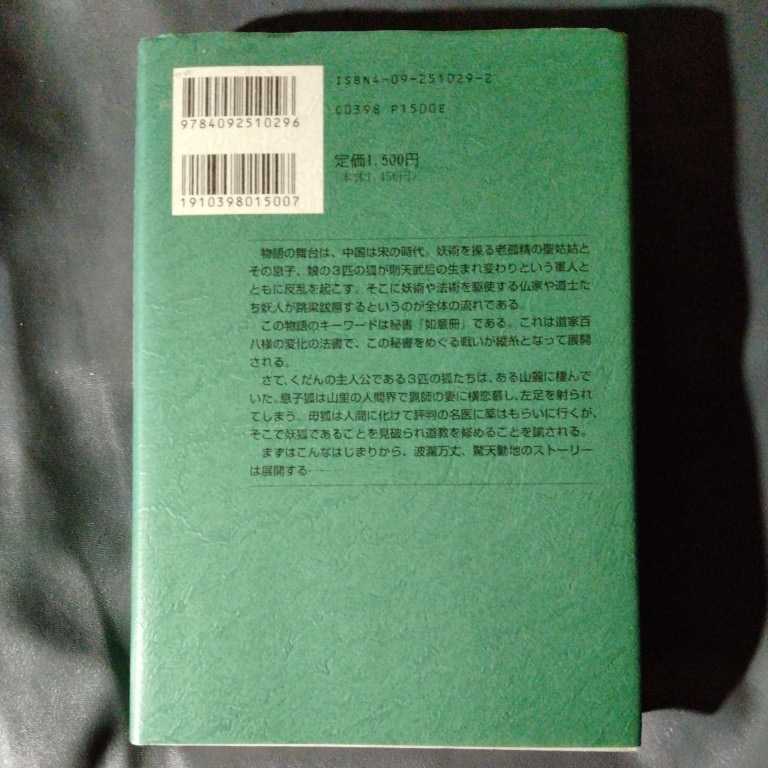 ISBN4-09-251029-2
C0398 P1500E
9784092510296
定価1,500円
1910398015007
物語の舞台は、中国は宋の時代。妖術を操る老狐精の聖姑姑と
その息子、娘の3匹の狐が則天武后の生まれ変わりという軍人と
ともに反乱を起こす。そこに妖術や法術を駆使する仏家や道士た
ち妖人が跳梁跋扈するというのが全体の流れである。
この物語のキーワードは秘書「如意冊」である。これは道家百
八様の変化の法書で、この秘書をめぐる戦いが縦糸となって展開
される。
さて、くだんの主人公である3匹の狐たちは、ある山麓に棲んで
いた。息子狐は山里の人間界で猟師の妻に横恋慕し、左足を射られ
てしまう。母狐は人間に化けて評判の名医に薬はもらいに行くが、
そこで妖狐であることを見破られ道教を修めることを諭される。
まずはこんなはじまりから、波瀾万丈、驚天動地のストーリー
は展開する……